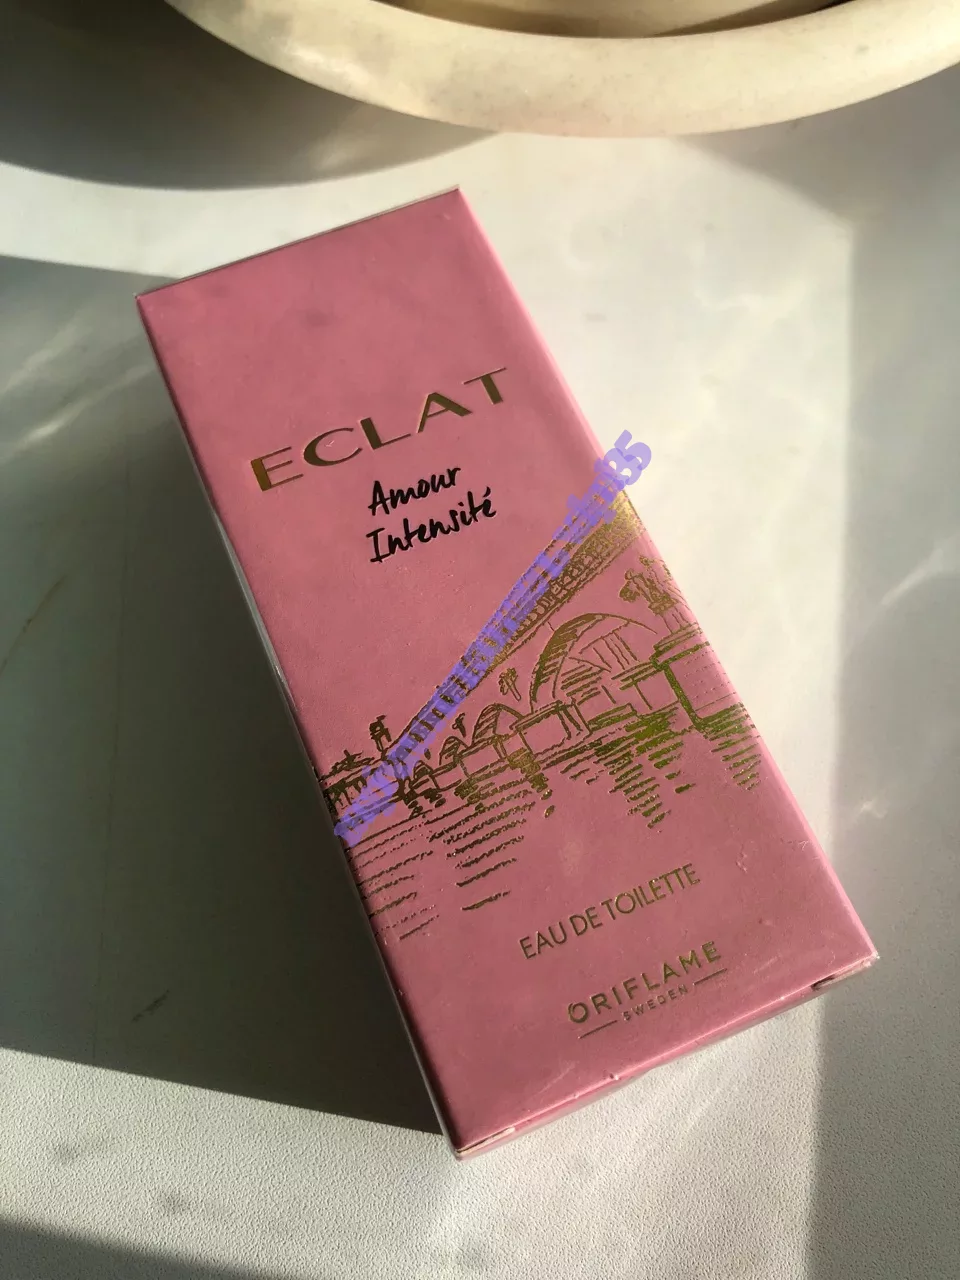 ECLAT
Amour
Intensité
EAU DE TOILETTE
ORIFLAME
SWEDEN